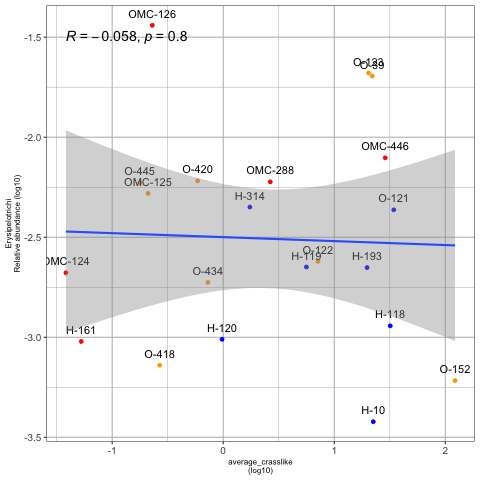 OMC-126
R = −0.058, p = 0.8
O-123
O-89
OMC-446
O-445
O-420
OMC-288
OMC-125
H-314
O-121
O-122
H-119
H-193
OMC-124
O-434
H-118
H-161
H-120
O-418
O-152
H-10
-1.5
-2.0
-2.5
-3.0
-3.5
-1
0
1
2
Erysipelotrichi
Relative abundance (log10)
average_crasslike
(log10)